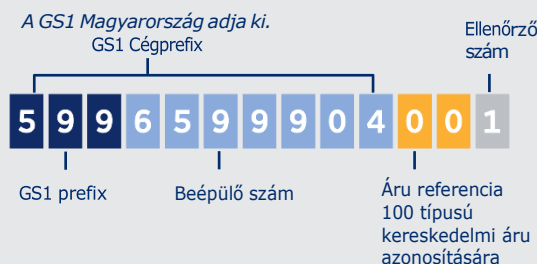 A GS1 Magyarország adja ki.
GS1 Cégprefix
Ellenőrző
szám
5 9 9 6 5 9 9 9 0 4 0 0 1
GS1 prefix
Beépülő szám
Áru referencia
100 típusú
kereskedelmi áru
azonosítására